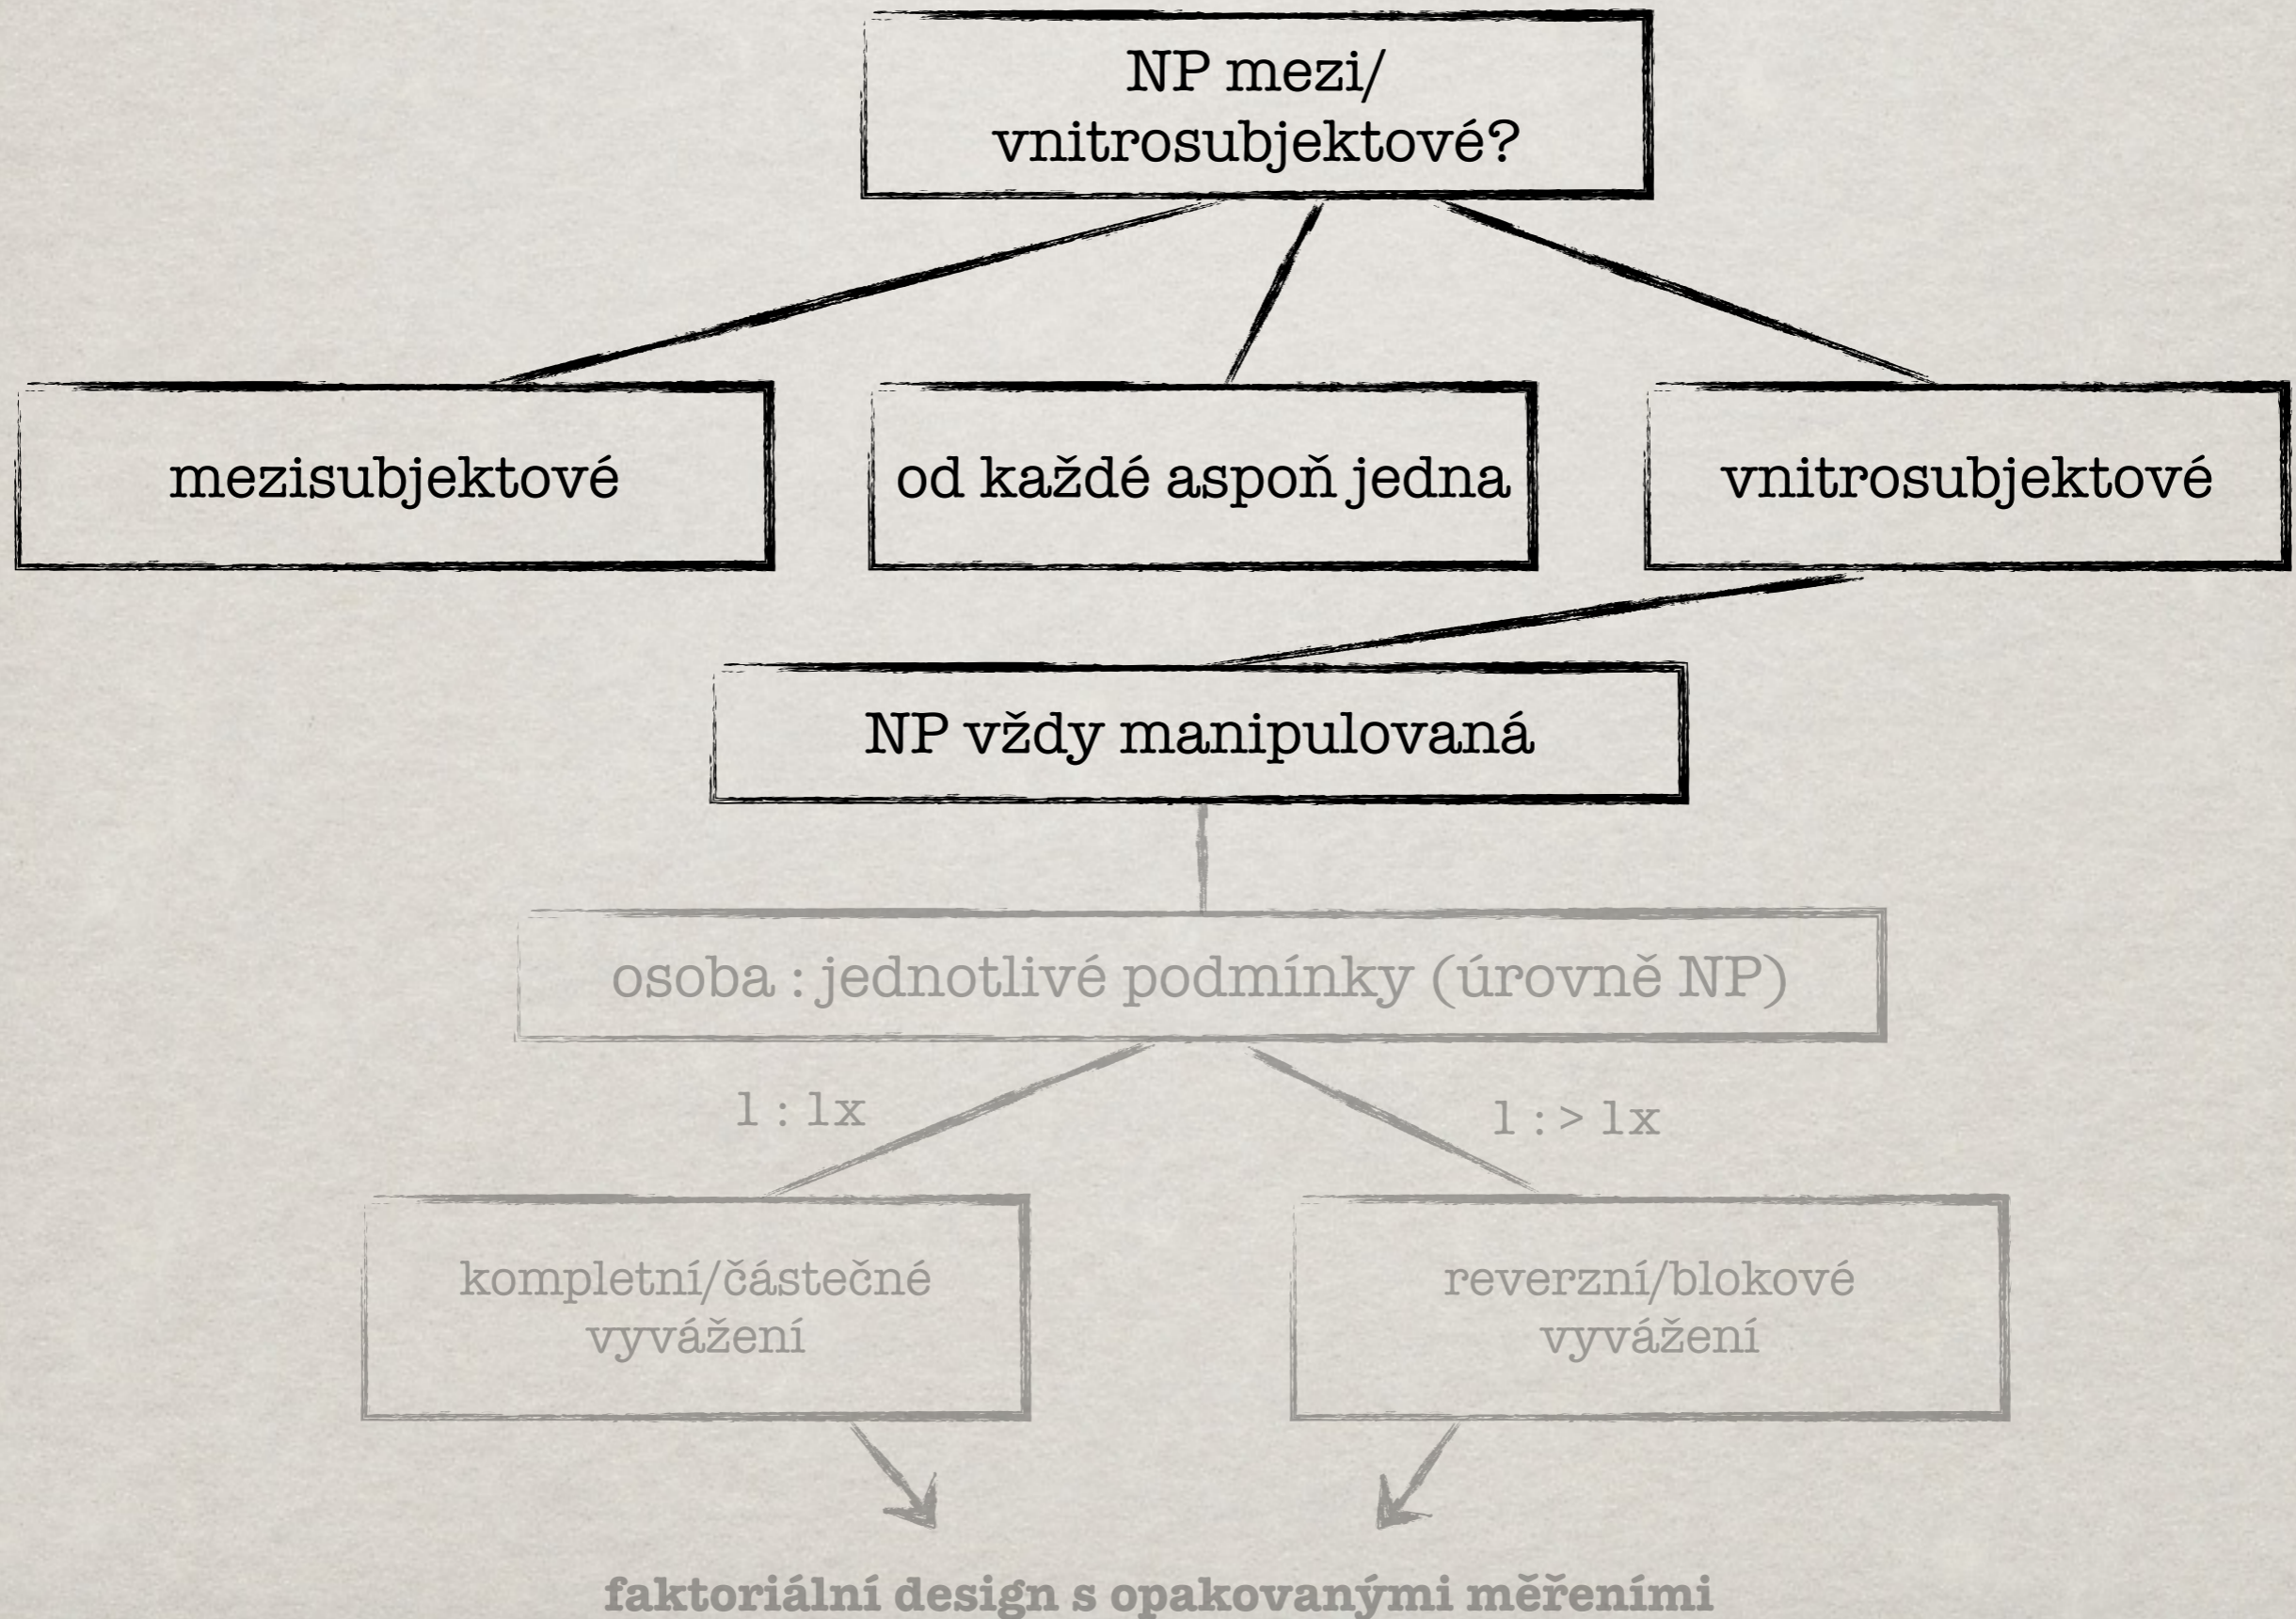 NP mezi/
vnitrosubjektové?
mezisubjektové
od každé aspoň jedna
vnitrosubjektové
NP vždy manipulovaná
osoba : jednotlivé podmínky (úrovně NP)
1 : 1x
1 : > 1x
kompletní/částečné
vyvážení
reverzní/blokové
vyvážení
faktoriální design s opakovanými měřeními